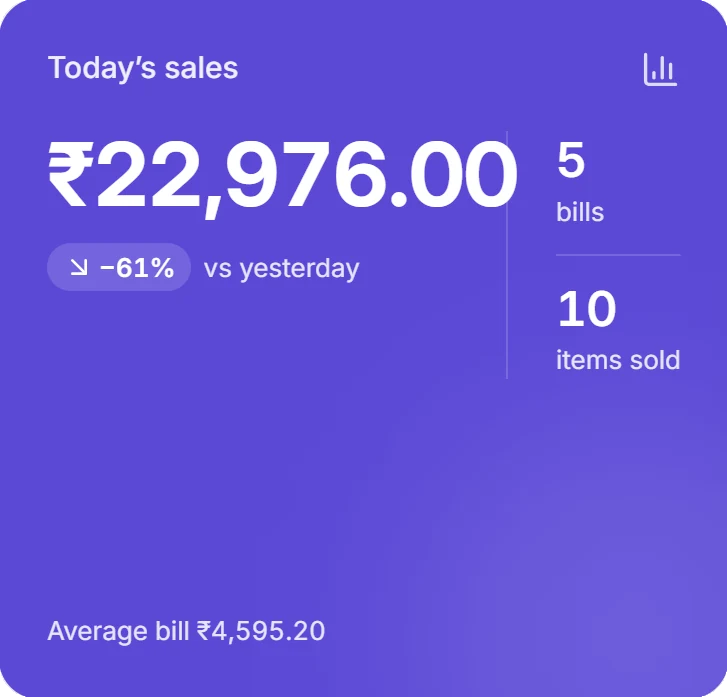 Today’s sales
₹22,976.00
−61% vs yesterday
5
bills
10
items sold
Average bill ₹4,595.20